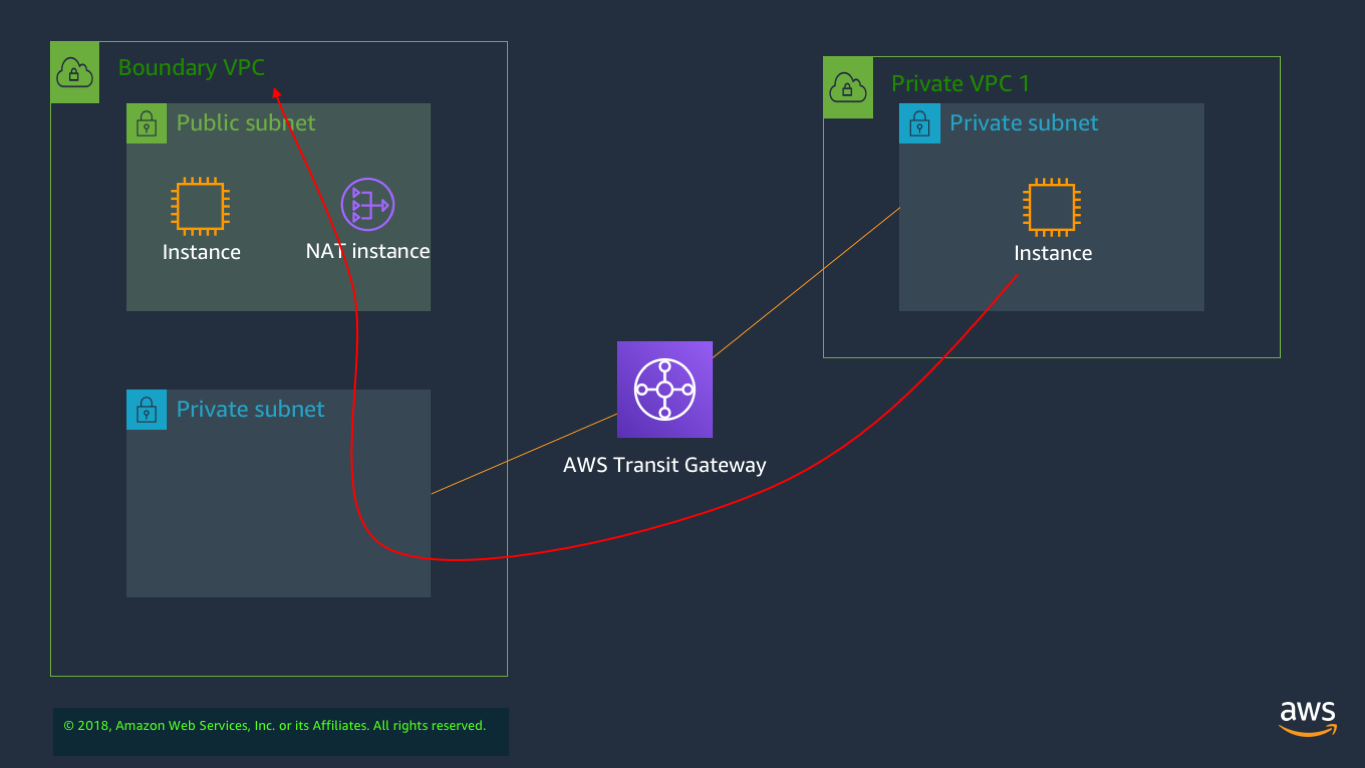 Boundary VPC
Public subnet
Instance
NAT instance
Private subnet
AWS Transit Gateway
Private VPC 1
Private subnet
Instance
© 2018, Amazon Web Services, Inc. or its Affiliates. All rights reserved.
aws